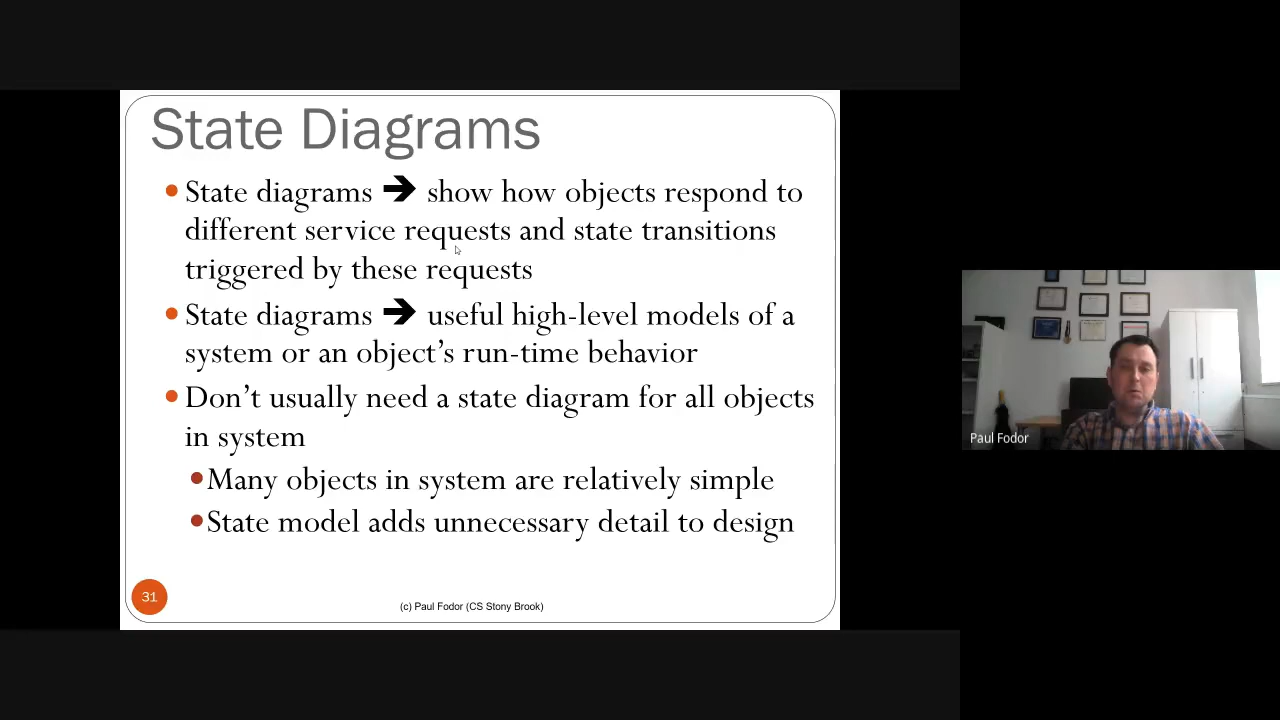 State Diagrams
•State diagrams ➔ show how objects respond to
different service requests and state transitions
triggered by these requests
•State diagrams ➔ useful high-level models of a
system or an object’s run-time behavior
•Don’t usually need a state diagram for all objects
in system
•Many objects in system are relatively simple
•State model adds unnecessary detail to design
31
(c) Paul Fodor (CS Stony Brook)
Paul Fodor